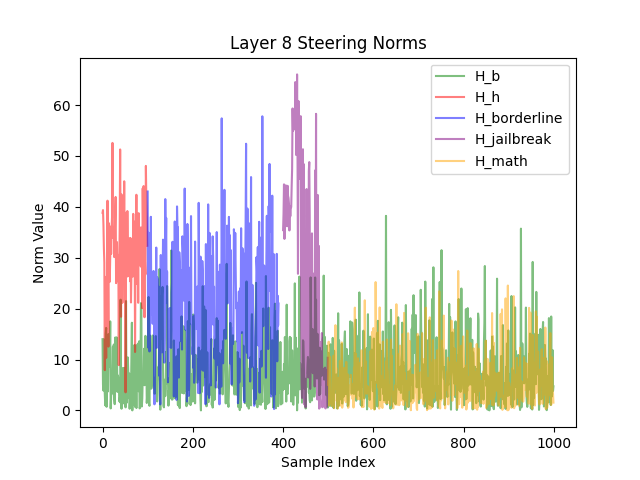 Layer 8 Steering Norms
H_b
H_h
H_borderline
H_jailbreak
H_math
Norm Value
60
50
40
30
20
10
0
0 200 400 600 800 1000
Sample Index